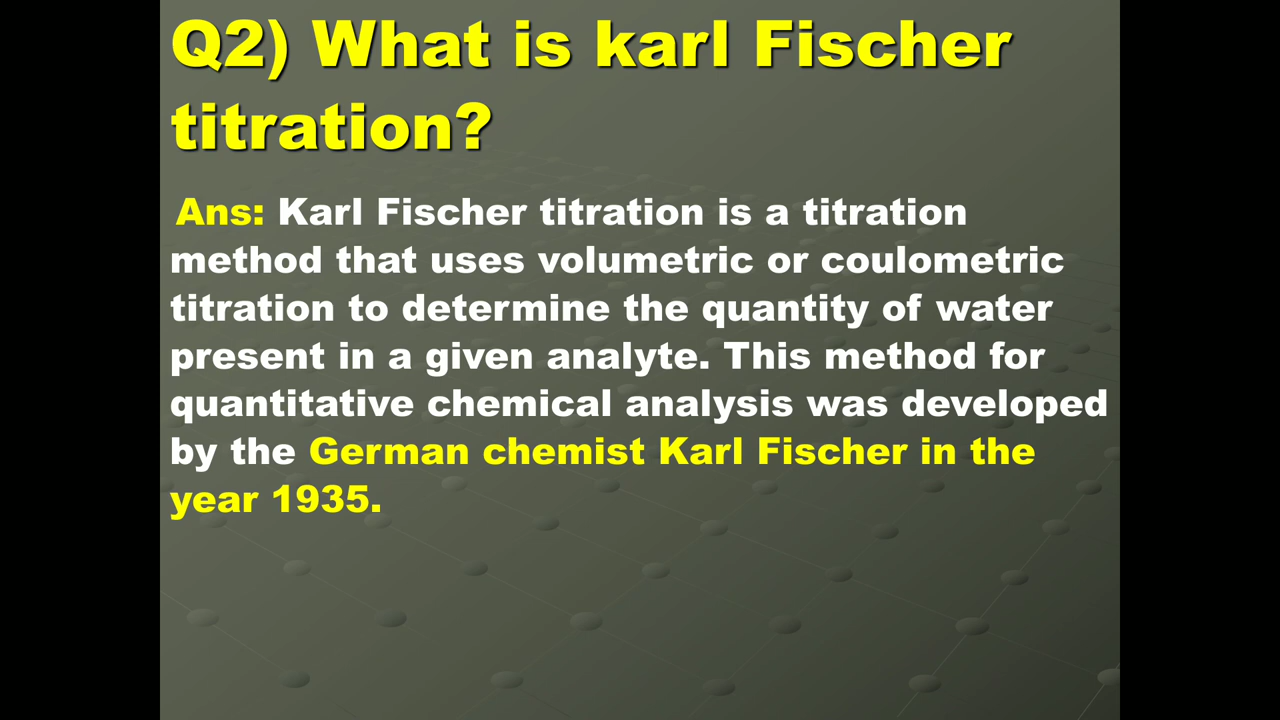 Q2) What is karl Fischer
titration?
Ans: Karl Fischer titration is a titration
method that uses volumetric or coulometric
titration to determine the quantity of water
present in a given analyte. This method for
quantitative chemical analysis was developed
by the German chemist Karl Fischer in the
year 1935.